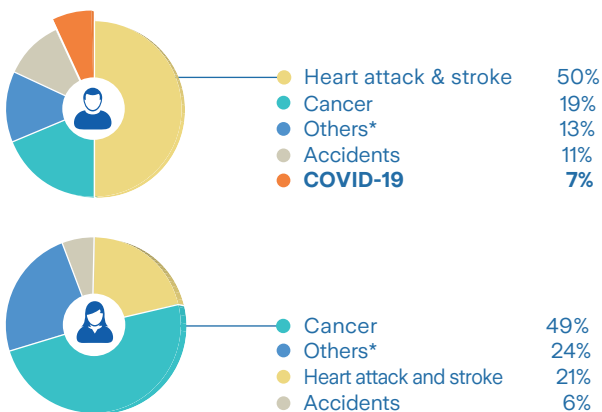 Heart attack & stroke 50%
Cancer 19%
Others* 13%
Accidents 11%
COVID-19 7%
Cancer 49%
Others* 24%
Heart attack and stroke 21%
Accidents 6%